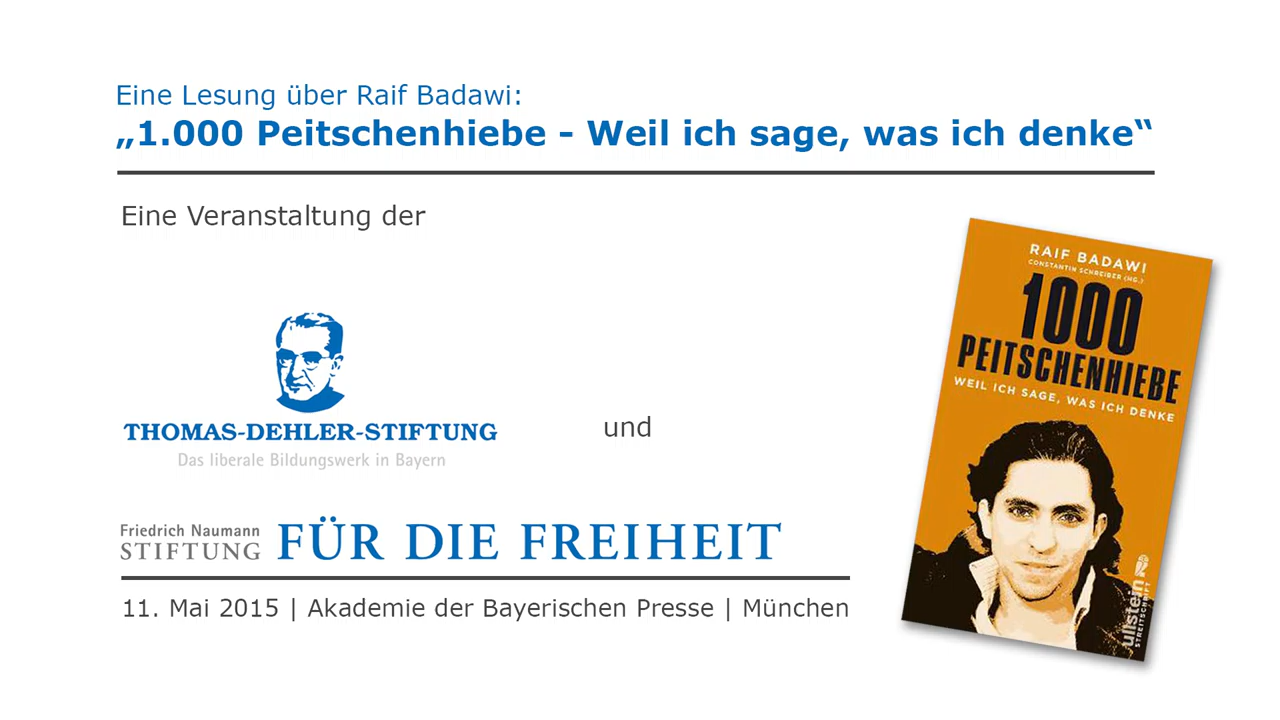 Eine Lesung über Raif Badawi:
„1.000 Peitschenhiebe - Weil ich sage, was ich denke“
Eine Veranstaltung der
THOMAS-DEHLER-STIFTUNG
Das liberale Bildungswerk in Bayern
und
Friedrich Naumann
STIFTUNG FÜR DIE FREIHEIT
11. Mai 2015 | Akademie der Bayerischen Presse | München
RAIF BADAWI
CONSTANTIN SCHREIBER (HG.)
1000
PEITSCHENHIEBE
WEIL ICH SAGE, WAS ICH DENKE
ullstein
STREITSCHRIFT